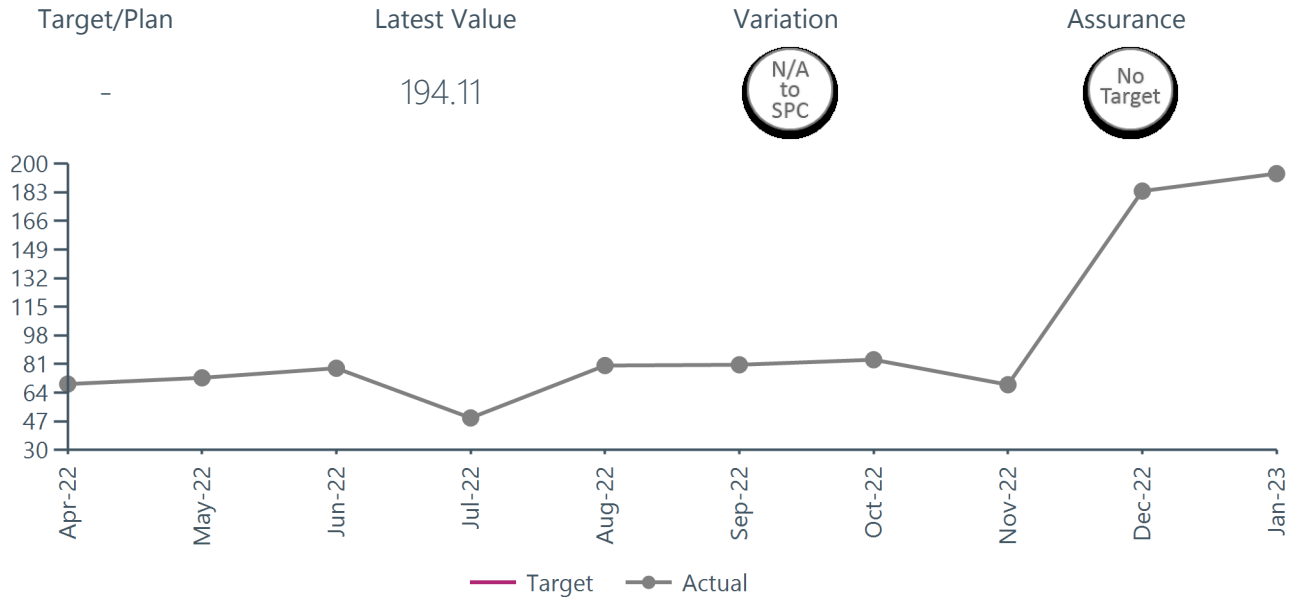 Target/Plan
Latest Value
Variation
Assurance
-
194.11
N/A
to
SPC
No
Target
200
183
166
149
132
115
98
81
64
47
30
Apr-22
May-22
Jun-22
Jul-22
Aug-22
Sep-22
Oct-22
Nov-22
Dec-22
Jan-23
Target
Actual